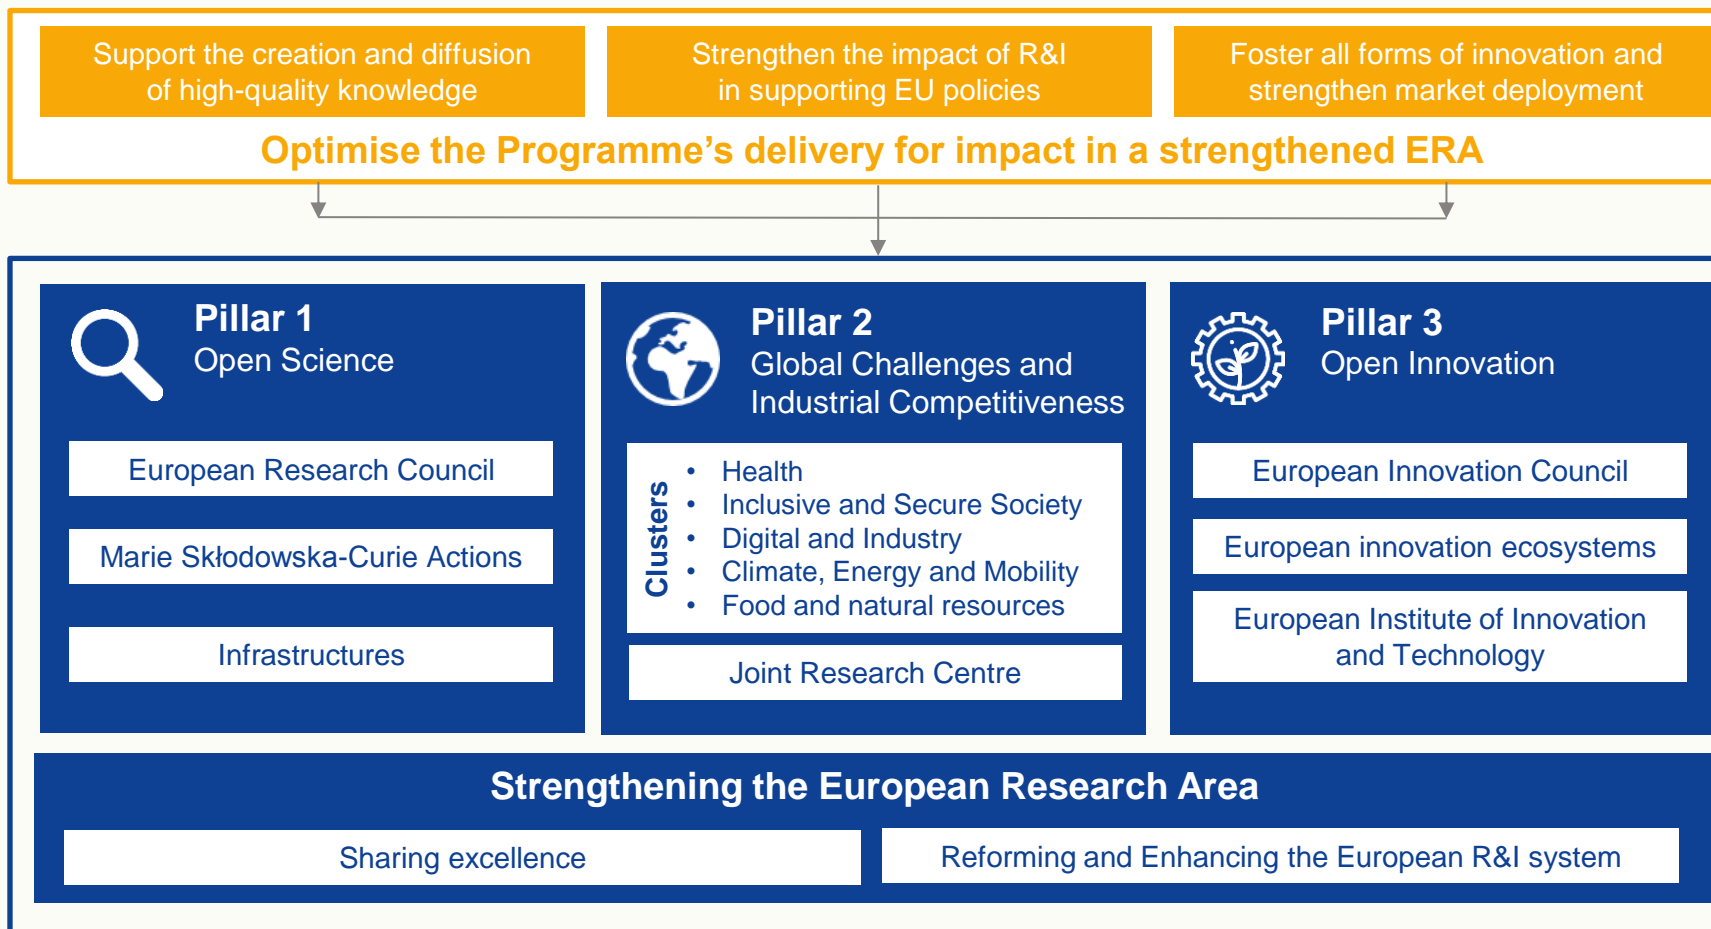 Support the creation and diffusion
of high-quality knowledge
Strengthen the impact of R&I
in supporting EU policies
Foster all forms of innovation and
strengthen market deployment
Optimise the Programme’s delivery for impact in a strengthened ERA
Pillar 1
Open Science
European Research Council
Marie Skłodowska-Curie Actions
Infrastructures
Pillar 2
Global Challenges and
Industrial Competitiveness
Clusters
• Health
• Inclusive and Secure Society
• Digital and Industry
• Climate, Energy and Mobility
• Food and natural resources
Joint Research Centre
Pillar 3
Open Innovation
European Innovation Council
European innovation ecosystems
European Institute of Innovation
and Technology
Strengthening the European Research Area
Sharing excellence
Reforming and Enhancing the European R&I system